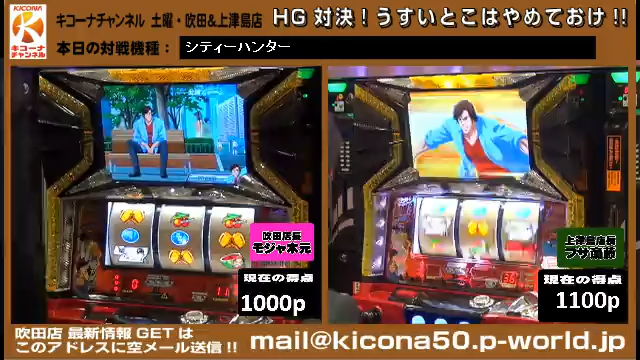 KICONA
キコーナ
チャンネル
キコーナチャンネル 土曜・吹田&上津島店
HG対決！うすいとこはやめておけ!!
本日の対戦機種：
シティーハンター
吹田店長
モジャ木元
現在の得点
1000p
上津島店長
現在の得点
1100p
吹田店 最新情報GETは
このアドレスに空メール送信!!
mail@kicona50.p-world.jp